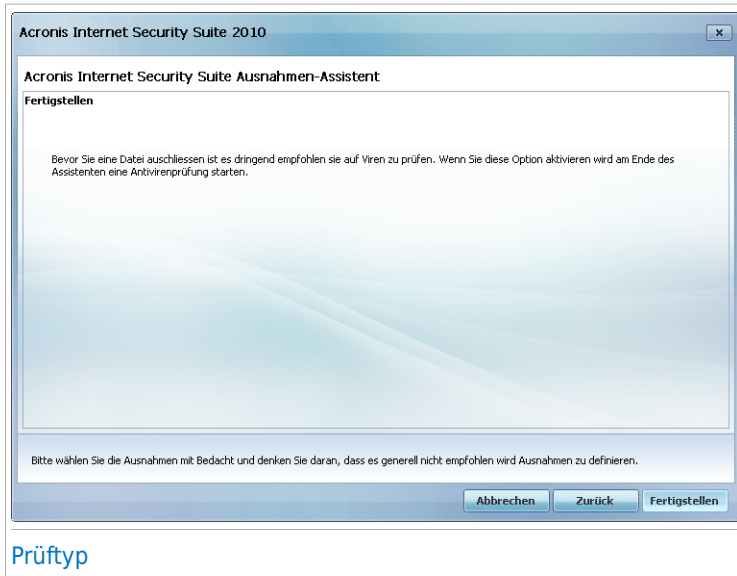 Acronis Internet Security Suite 2010
Acronis Internet Security Suite Ausnahmen-Assistent
Fertigstellen
Bevor Sie eine Datei auschliessen ist es dringend empfohlen sie auf Viren zu prüfen. Wenn Sie diese Option aktivieren wird am Ende des
Assistenten eine Antivirenprüfung starten.
Bitte wählen Sie die Ausnahmen mit Bedacht und denken Sie daran, dass es generell nicht empfohlen wird Ausnahmen zu definieren.
Abbrechen Zurück Fertigstellen
Prüftyp